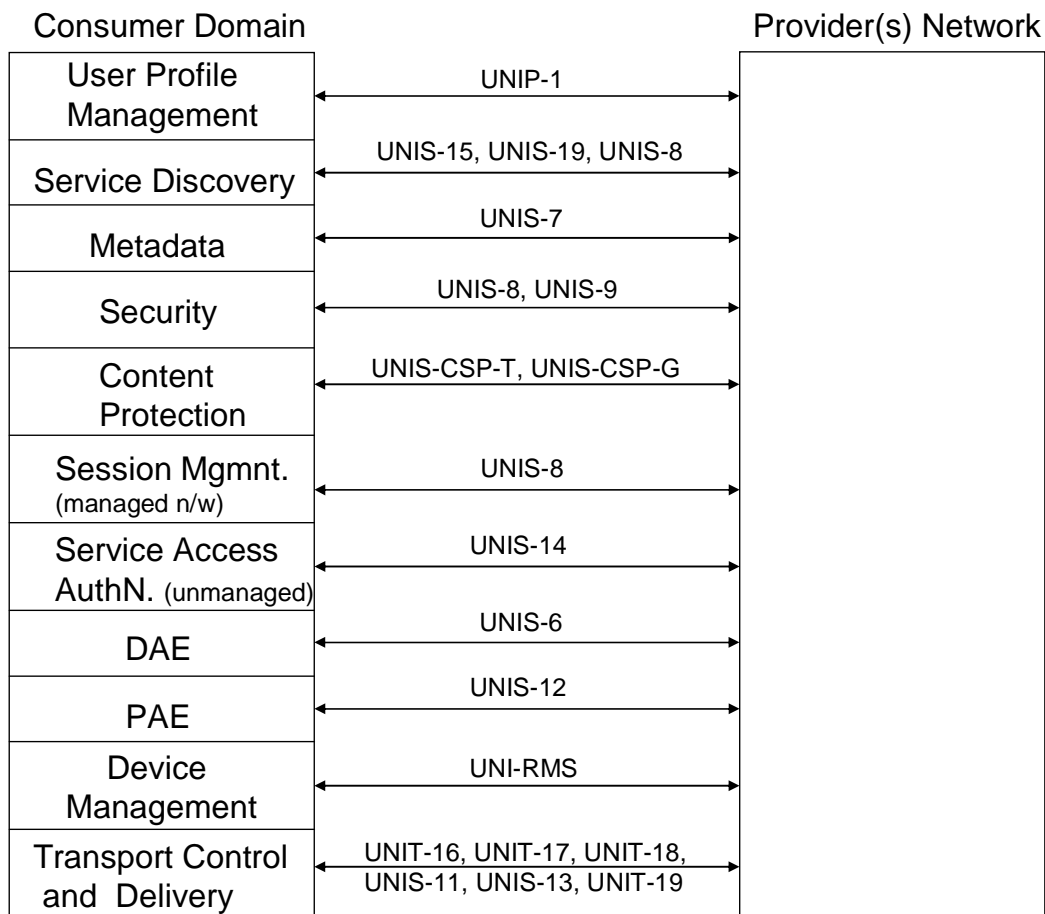 Consumer Domain
Provider(s) Network
User Profile
Management
UNIP-1
Service Discovery
UNIS-15, UNIS-19, UNIS-8
Metadata
UNIS-7
Security
UNIS-8, UNIS-9
Content
Protection
UNIS-CSP-T, UNIS-CSP-G
Session Mgmnt.
(managed n/w)
UNIS-8
Service Access
AuthN. (unmanaged)
UNIS-14
DAE
UNIS-6
PAE
UNIS-12
Device
Management
UNI-RMS
Transport Control
and Delivery
UNIT-16, UNIT-17, UNIT-18,
UNIS-11, UNIS-13, UNIT-19